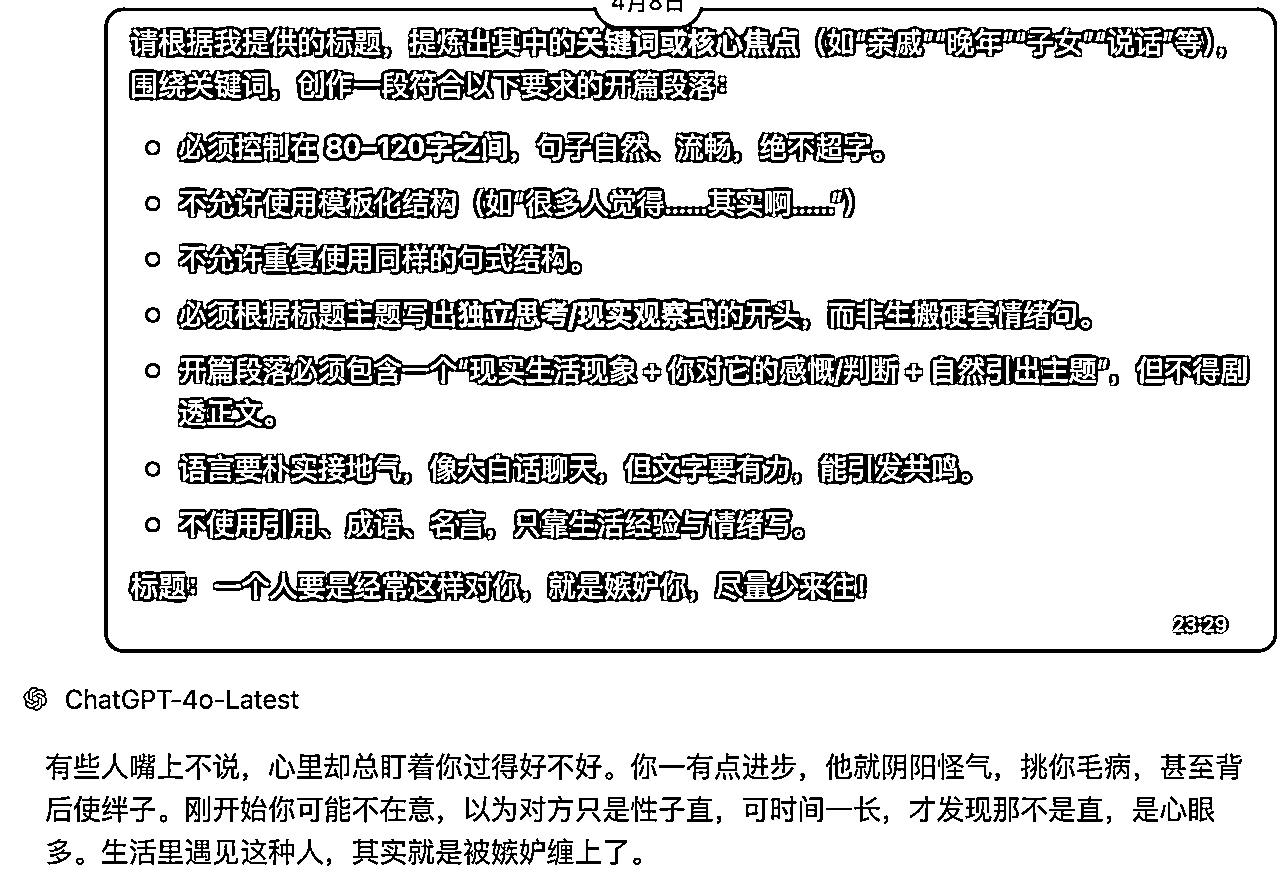 4月8日
请根据我提供的标题，提炼出其中的关键词或核心焦点（如“亲戚”“晚年”“子女”“说话”等），
围绕关键词，创作一段符合以下要求的开篇段落：
必须控制在 80–120字之间，句子自然、流畅，绝不超字。
不允许使用模板化结构（如“很多人觉得……其实啊……”）
不允许重复使用同样的句式结构。
必须根据标题主题写出独立思考/现实观察式的开头，而非生搬硬套情绪句。
开篇段落必须包含一个“现实生活现象 + 你对它的感慨/判断 + 自然引出主题”，但不得剧
透正文。
语言要朴实接地气，像大白话聊天，但文字要有力，能引发共鸣。
不使用引用、成语、名言，只靠生活经验与情绪写。
标题：一个人要是经常这样对你，就是嫉妒你，尽量少来往！
23:29
ChatGPT-4o-Latest
有些人嘴上不说，心里却总盯着你过得好不好。你一有点进步，他就阴阳怪气，挑你毛病，甚至背
后使绊子。刚开始你可能不在意，以为对方只是性子直，可时间一长，才发现那不是直，是心眼
多。生活里遇见这种人，其实就是被嫉妒缠上了。